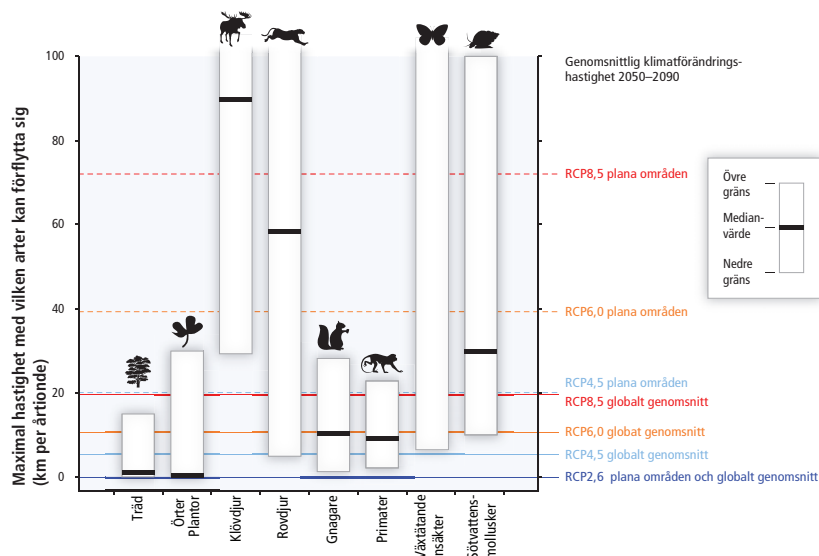 Maximal hastighet med vilken arter kan förflytta sig
(km per årtionde)
100
80
60
40
20
0
Träd
Örter
Plantor
Klövdjur
Rovdjur
Gnagare
Primater
Växtätande
insäkter
Sötvattens-
mollusker
Genomsnittlig klimatförändrings-
hastighet 2050–2090
RCP8,5 plana områden
RCP6,0 plana områden
RCP4,5 plana områden
RCP8,5 globalt genomsnitt
RCP6,0 globat genomsnitt
RCP4,5 globalt genomsnitt
RCP2,6 plana områden och globalt genomsnitt
Övre
gräns
Median-
värde
Nedre
gräns